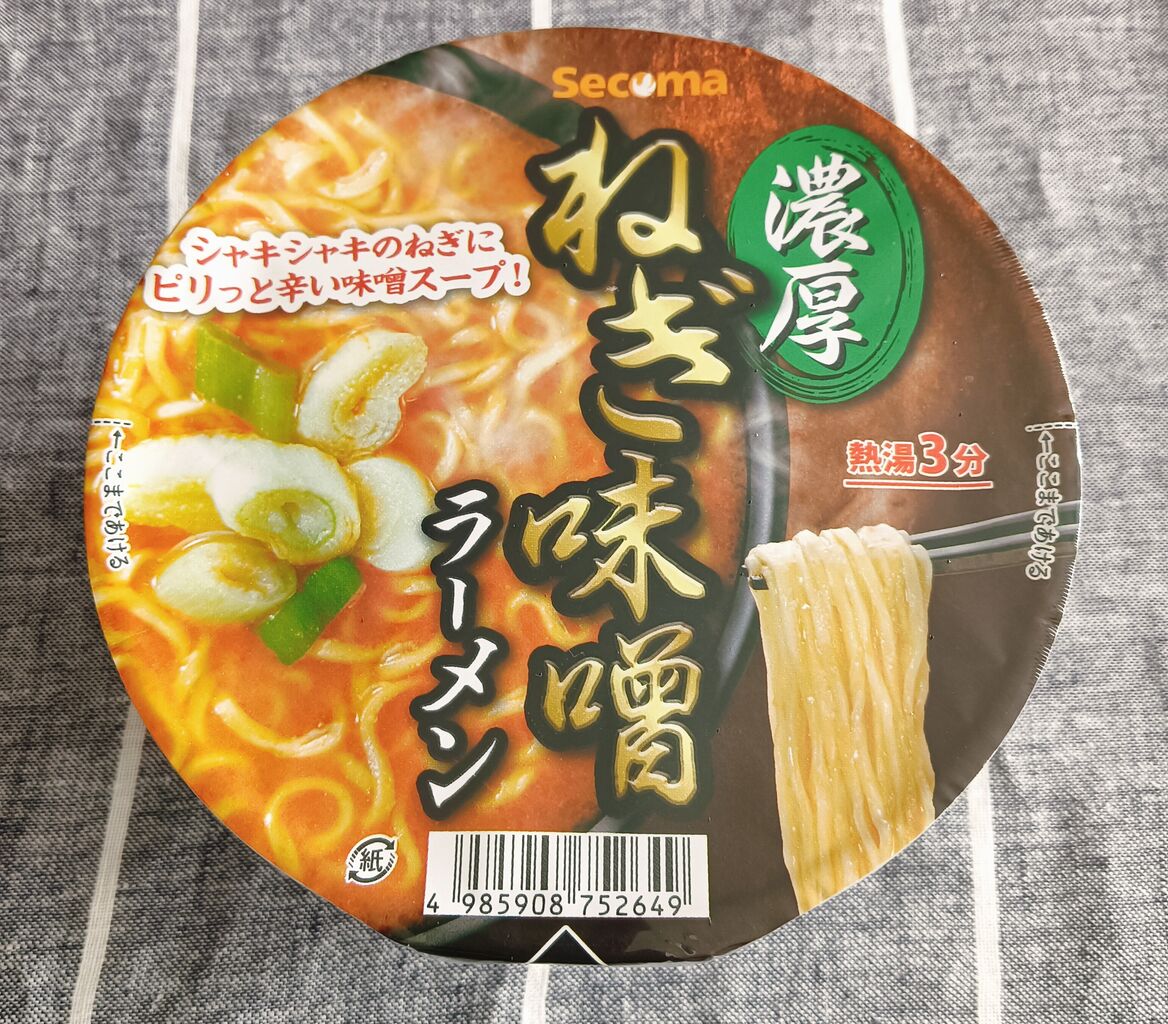 Secoma
濃厚
ねぎ味噌
ラーメン
シャキシャキのねぎに
ピリっと辛い味噌スープ!
熱湯3分
←ここまであける
←ここまであける
紙
4 985908 752649